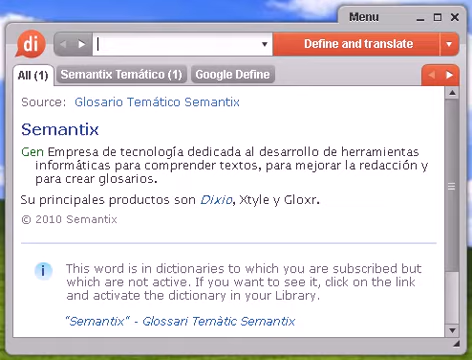 Menu
di
Define and translate
All (1)
Semantix Temático (1)
Google Define
Source: Glosario Temático Semantix
Semantix
Gen Empresa de tecnología dedicada al desarrollo de herramientas
informáticas para comprender textos, para mejorar la redacción y
para crear glosarios.
Su principales productos son Dixio, Xtyle y Gloxr.
© 2010 Semantix
This word is in dictionaries to which you are subscribed but
which are not active. If you want to see it, click on the link
and activate the dictionary in your Library.
"Semantix" - Glossari Temàtic Semantix